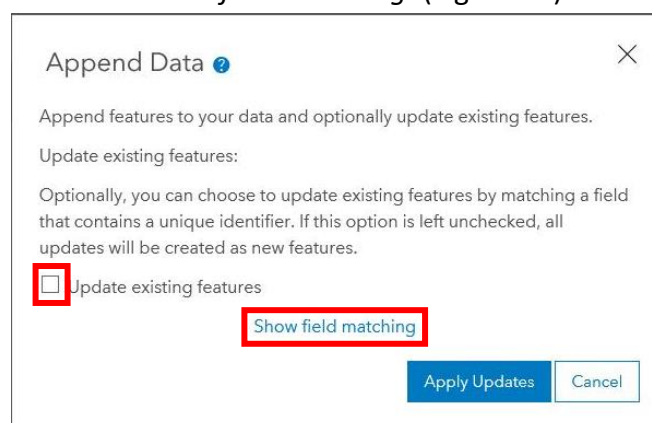 Append Data
Append features to your data and optionally update existing features.
Update existing features:
Optionally, you can choose to update existing features by matching a field
that contains a unique identifier. If this option is left unchecked, all
updates will be created as new features.
Update existing features
Show field matching
Apply Updates Cancel